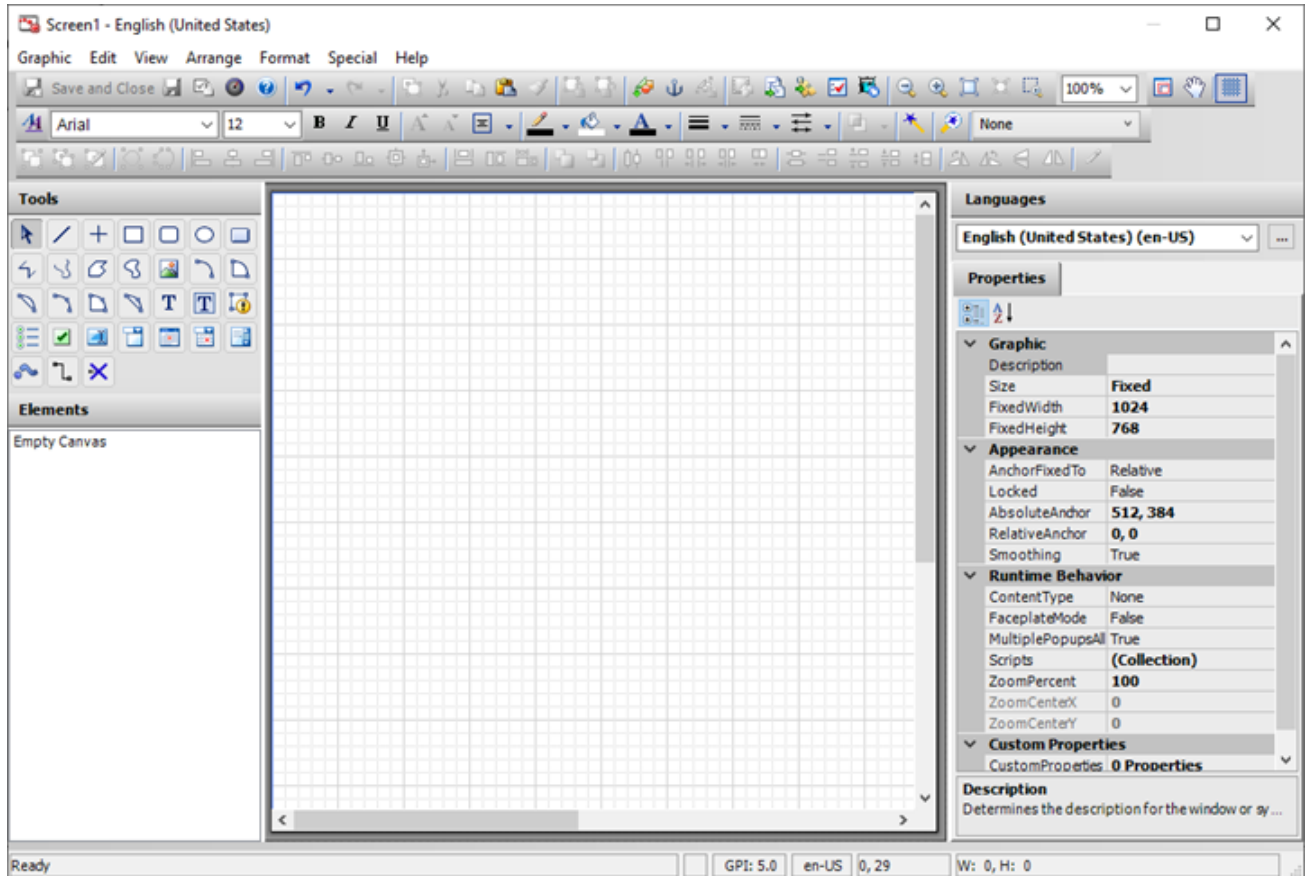 Screen1 - English (United States)
Graphic Edit View Arrange Format Special Help
Save and Close 100%
Arial 12 B I U A None
Tools
Elements
Empty Canvas
Languages
English (United States) (en-US) ...
Properties
Graphic
Description
Size Fixed
FixedWidth 1024
FixedHeight 768
Appearance
AnchorFixedTo Relative
Locked False
AbsoluteAnchor 512, 384
RelativeAnchor 0, 0
Smoothing True
Runtime Behavior
ContentType None
FaceplateMode False
MultiplePopupsAll True
Scripts (Collection)
ZoomPercent 100
ZoomCenterX 0
ZoomCenterY 0
Custom Properties
CustomProperties 0 Properties
Description
Determines the description for the window or sy...
Ready GPI: 5.0 en-US 0, 29 W: 0, H: 0